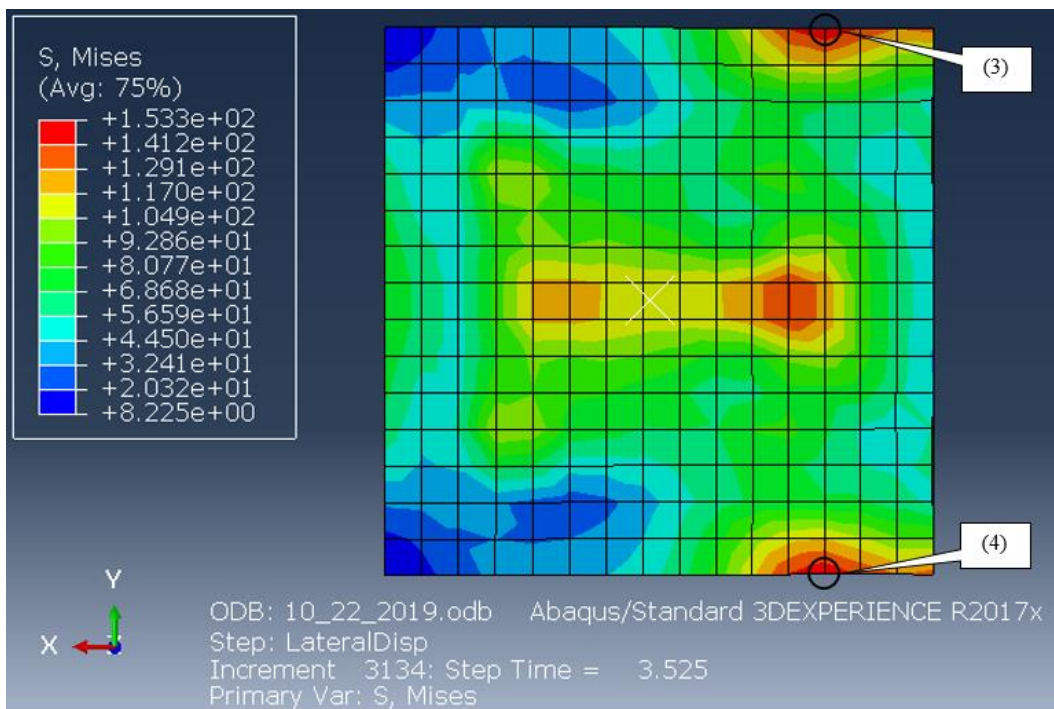 S, Mises
(Avg: 75%)
+1.533e+02
+1.412e+02
+1.291e+02
+1.170e+02
+1.049e+02
+9.286e+01
+8.077e+01
+6.868e+01
+5.659e+01
+4.450e+01
+3.241e+01
+2.032e+01
+8.225e+00
(3)
(4)
Y
X
Z
ODB: 10_22_2019.odb Abaqus/Standard 3DEXPERIENCE R2017x
Step: LateralDisp
Increment 3134: Step Time = 3.525
Primary Var: S, Mises